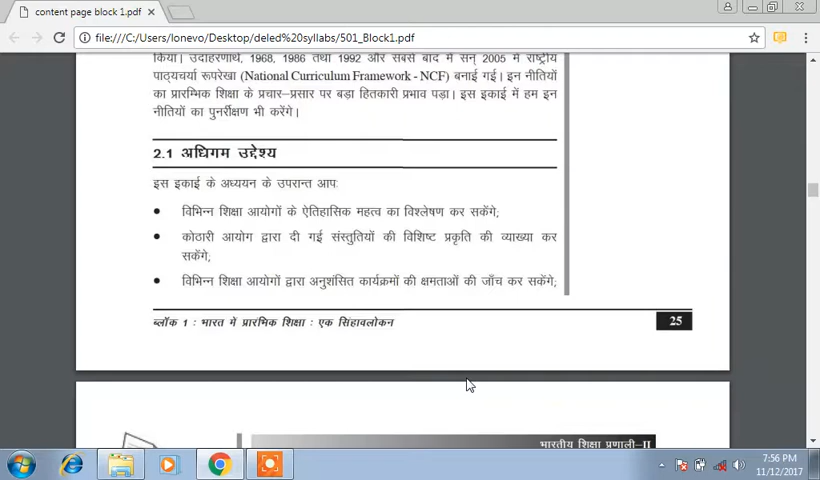 content page block 1.pdf
file:///C:/Users/lonevo/Desktop/deled%20syllabs/501_Block1.pdf
किया। उदाहरणार्थ, 1968, 1986 तथा 1992 और सबसे बाद में सन् 2005 में राष्ट्रीय
पाठ्यचर्या रूपरेखा (National Curriculum Framework - NCF) बनाई गई। इन नीतियों
का प्रारम्भिक शिक्षा के प्रचार–प्रसार पर बड़ा हितकारी प्रभाव पड़ा। इस इकाई में हम इन
नीतियों का पुनर्रीक्षण भी करेंगे।
2.1 अधिगम उद्देश्य
इस इकाई के अध्ययन के उपरान्त आप:
• विभिन्न शिक्षा आयोगों के ऐतिहासिक महत्व का विश्लेषण कर सकेंगे;
• कोठारी आयोग द्वारा दी गई संस्तुतियों की विशिष्ट प्रकृति की व्याख्या कर
सकेंगे;
• विभिन्न शिक्षा आयोगों द्वारा अनुशंसित कार्यक्रमों की क्षमताओं की जाँच कर सकेंगे;
ब्लॉक 1 : भारत में प्रारंभिक शिक्षा : एक सिंहावलोकन 25
भारतीय शिक्षा प्रणाली–II
7:56 PM
11/12/2017